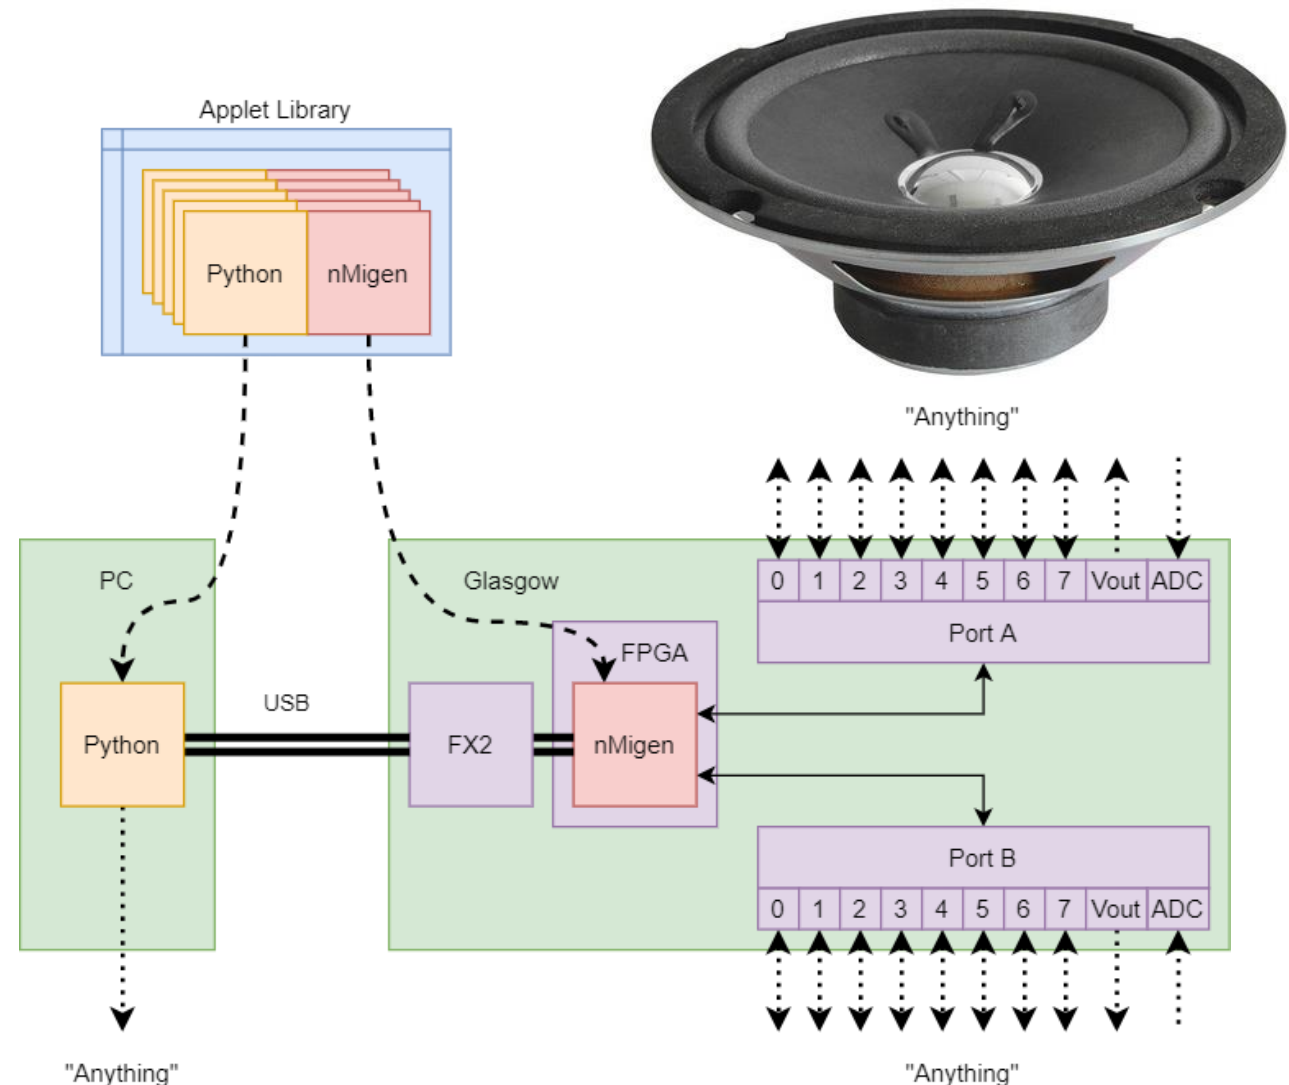 Applet Library
Python nMigen
"Anything"
PC
Glasgow
0 1 2 3 4 5 6 7 Vout ADC
Port A
FPGA
USB
Python
FX2
nMigen
Port B
0 1 2 3 4 5 6 7 Vout ADC
"Anything"
"Anything"